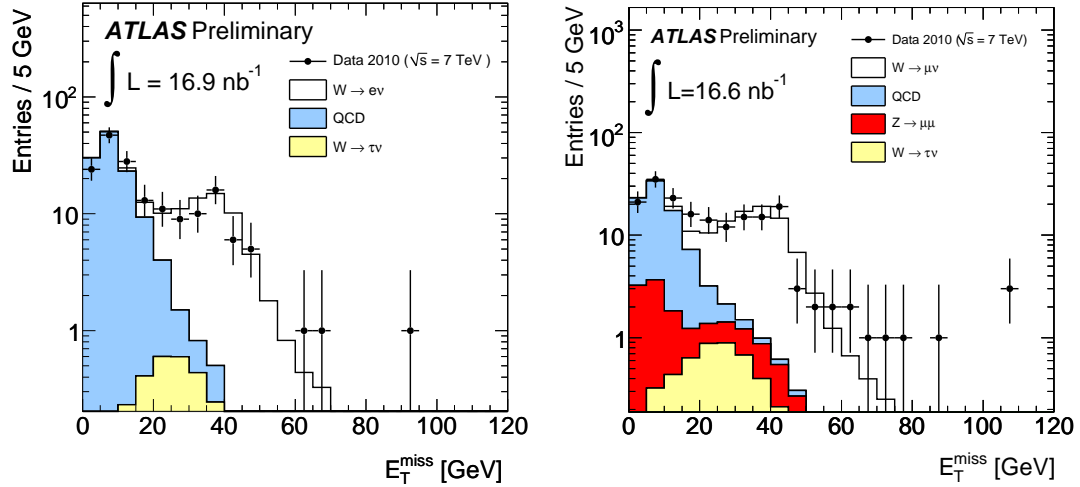 ATLAS Preliminary
∫ L = 16.9 nb⁻¹
Data 2010 (√s = 7 TeV )
W → eν
QCD
W → τν
Entries / 5 GeV
10²
10
1
0 20 40 60 80 100 120
E_T^miss [GeV]
ATLAS Preliminary
∫ L=16.6 nb⁻¹
Data 2010 (√s = 7 TeV)
W → μν
QCD
Z → μμ
W → τν
Entries / 5 GeV
10³
10²
10
1
0 20 40 60 80 100 120
E_T^miss [GeV]